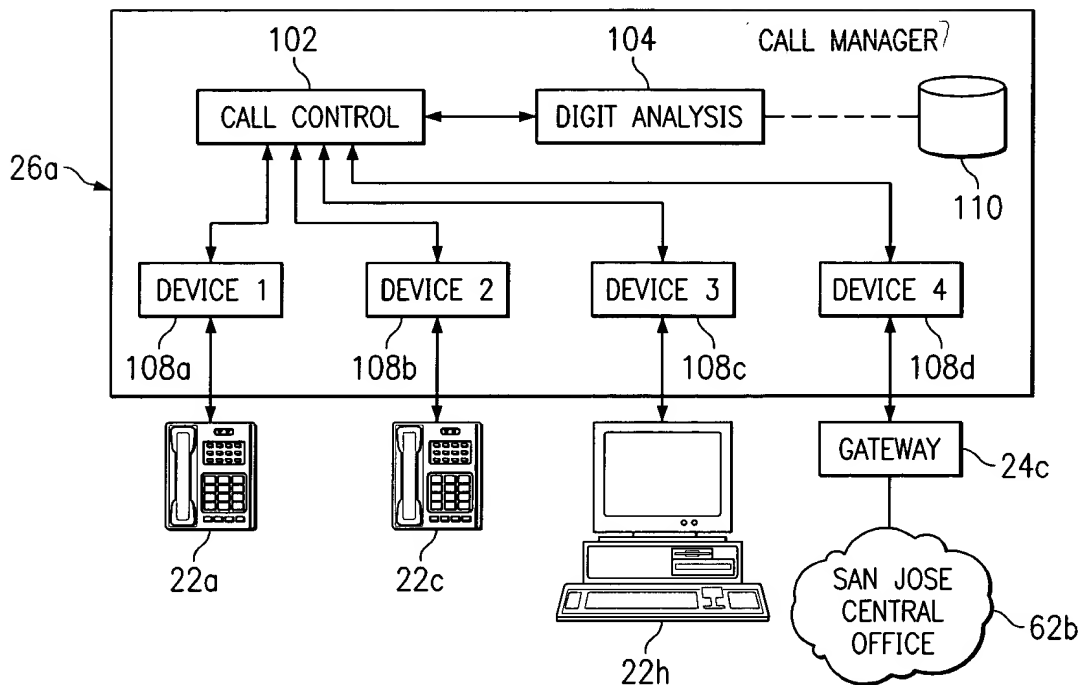 102
104
CALL MANAGER
CALL CONTROL
DIGIT ANALYSIS
26a
110
DEVICE 1
DEVICE 2
DEVICE 3
DEVICE 4
108a
108b
108c
108d
GATEWAY
24c
22a
22c
SAN JOSE
CENTRAL
OFFICE
62b
22h